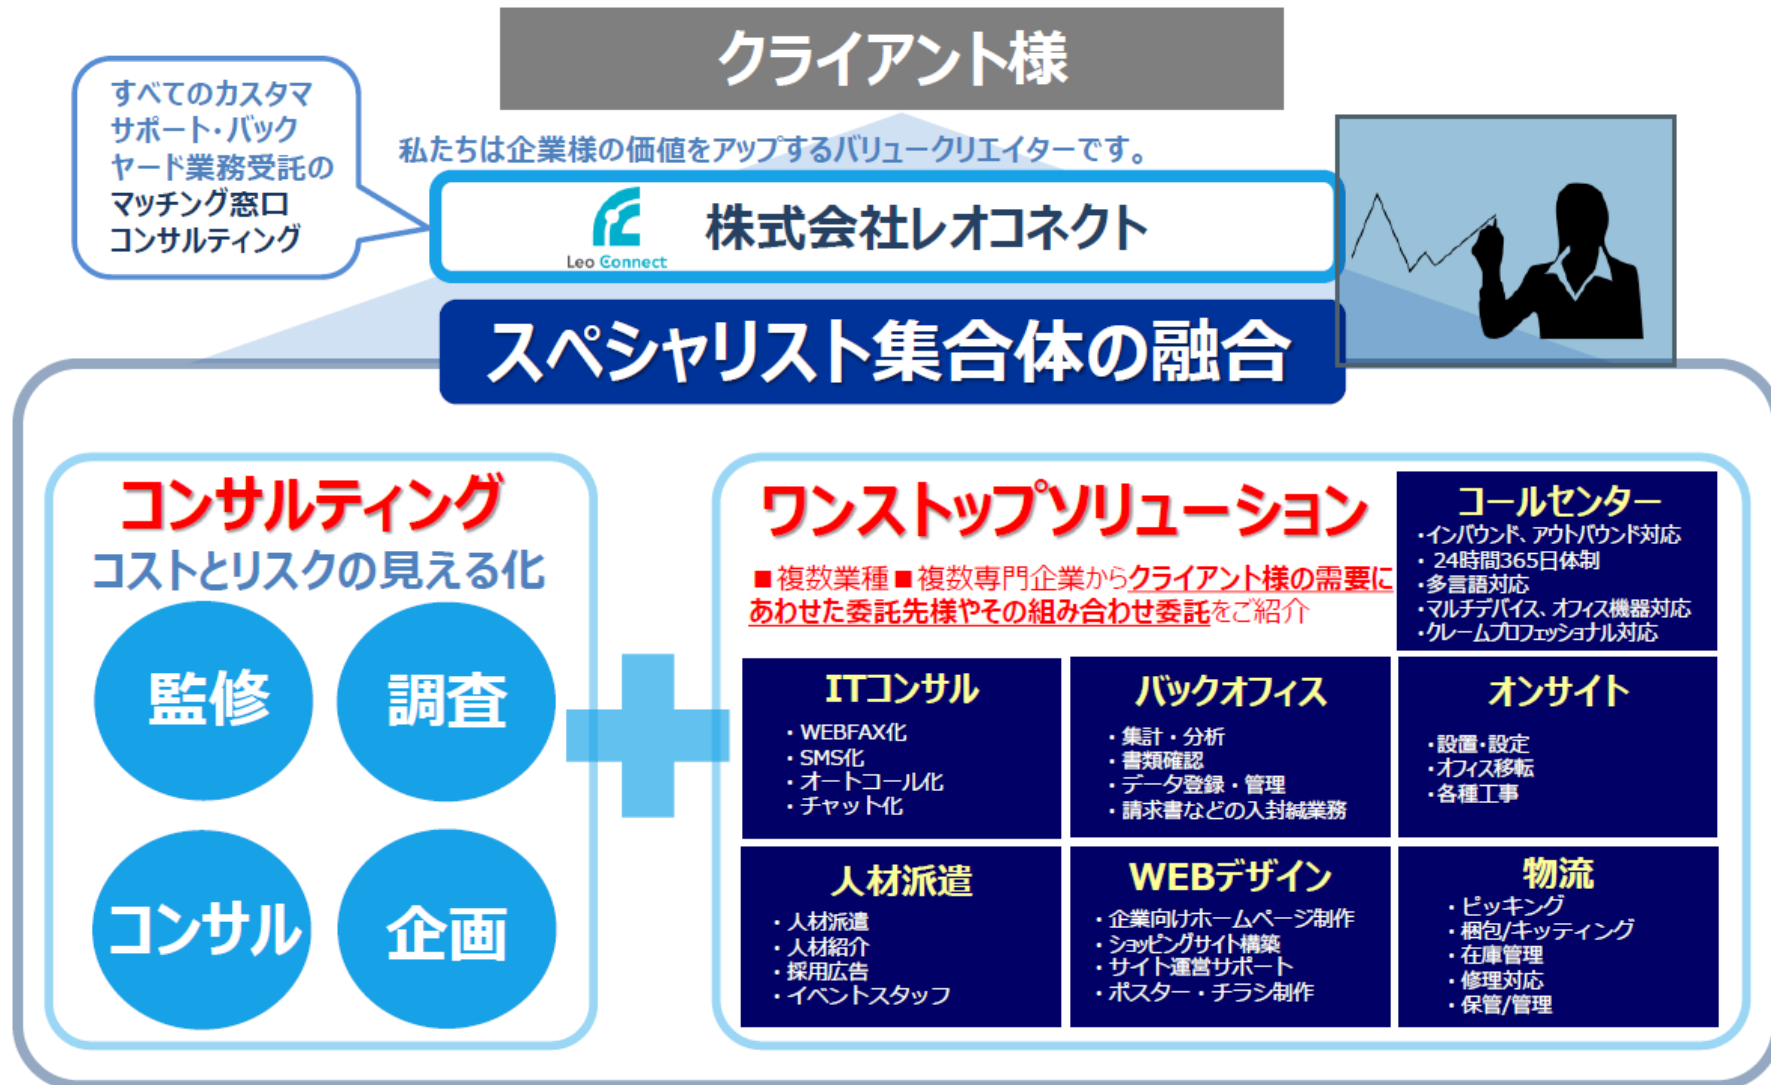 クライアント様
すべてのカスタマ
サポート・バック
ヤード業務受託の
マッチング窓口
コンサルティング
私たちは企業様の価値をアップするバリュークリエイターです。
Leo Connect
株式会社レオコネクト
スペシャリスト集合体の融合
コンサルティング
コストとリスクの見える化
監修
調査
コンサル
企画
ワンストップソリューション
■複数業種■複数専門企業からクライアント様の需要に
あわせた委託先様やその組み合わせ委託をご紹介
コールセンター
・インバウンド、アウトバウンド対応
・24時間365日体制
・多言語対応
・マルチデバイス、オフィス機器対応
・クレームプロフェッショナル対応
ITコンサル
・WEBFAX化
・SMS化
・オートコール化
・チャット化
バックオフィス
・集計・分析
・書類確認
・データ登録・管理
・請求書などの入封緘業務
オンサイト
・設置・設定
・オフィス移転
・各種工事
人材派遣
・人材派遣
・人材紹介
・採用広告
・イベントスタッフ
WEBデザイン
・企業向けホームページ制作
・ショッピングサイト構築
・サイト運営サポート
・ポスター・チラシ制作
物流
・ピッキング
・梱包/キッティング
・在庫管理
・修理対応
・保管/管理